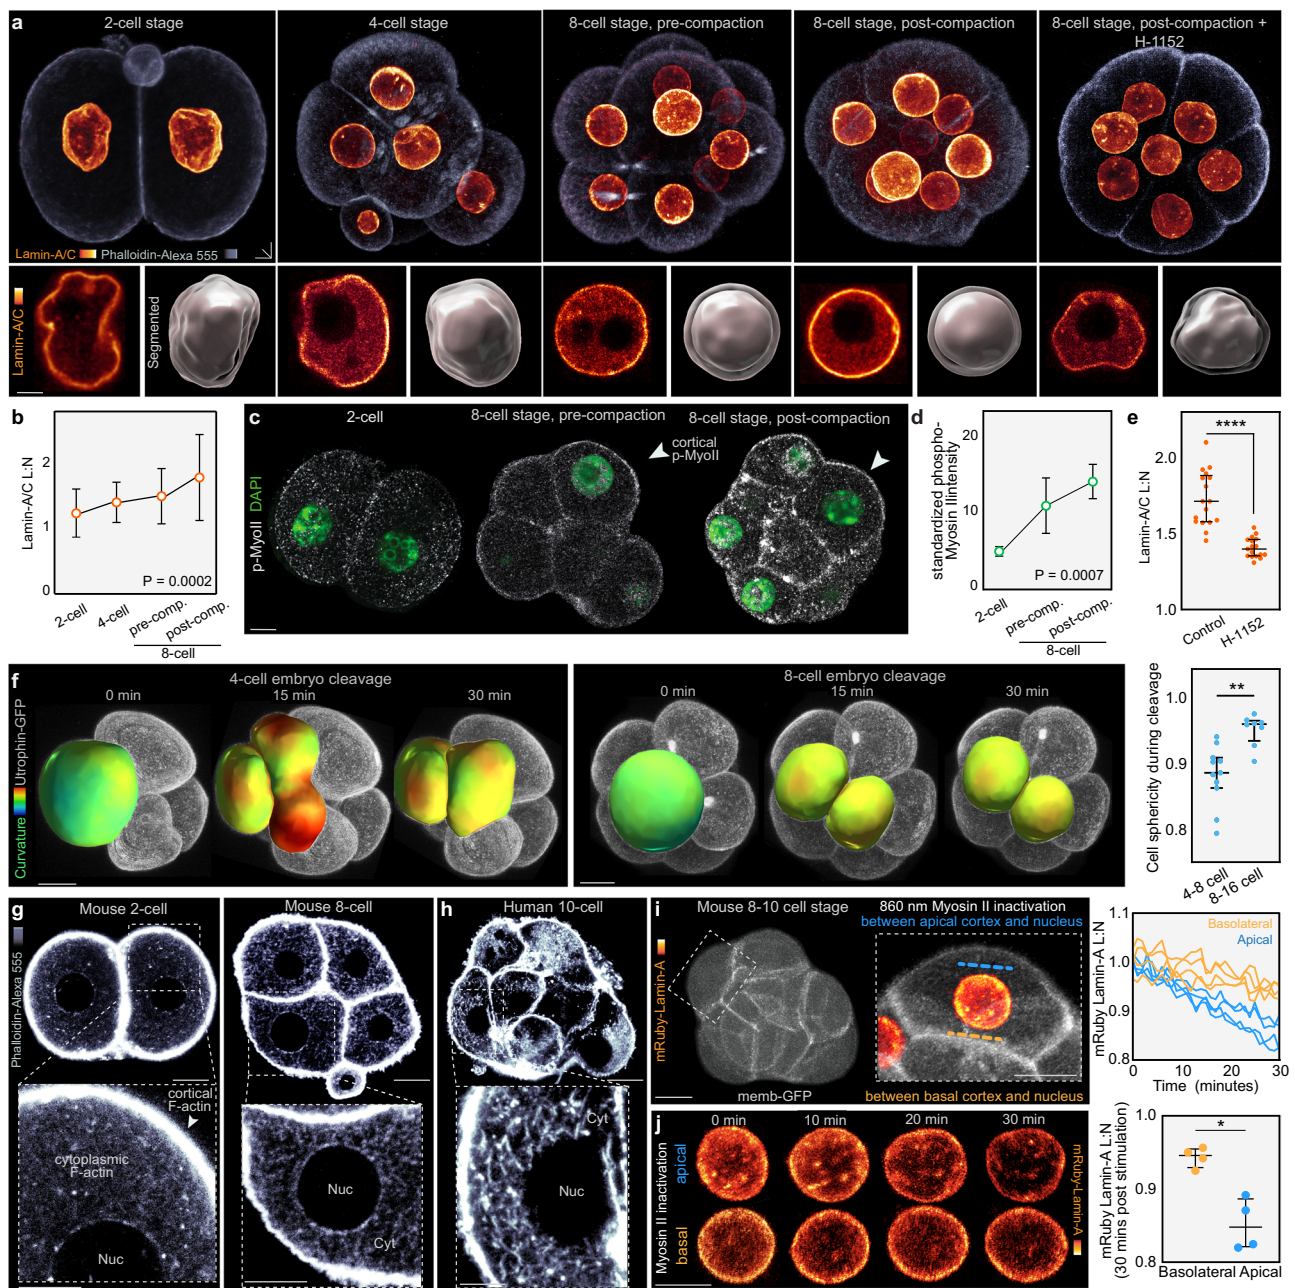 a
2-cell stage
4-cell stage
8-cell stage, pre-compaction
8-cell stage, post-compaction
8-cell stage, post-compaction +
H-1152
Lamin-A/C
Phalloidin-Alexa 555
Lamin-A/C
Segmented
b
Lamin-A/C L:N
2
1
0
P = 0.0002
2-cell
4-cell
pre-comp.
post-comp.
8-cell
c
2-cell
8-cell stage, pre-compaction
8-cell stage, post-compaction
cortical
p-MyoII
p-MyoII DAPI
d
standardized phospho-
Myosin IIintensity
20
10
0
P = 0.0007
2-cell
pre-comp.
post-comp.
8-cell
e
Lamin-A/C L:N
****
2.0
1.5
1.0
Control
H-1152
f
4-cell embryo cleavage
0 min
15 min
30 min
8-cell embryo cleavage
0 min
15 min
30 min
Curvature
Utrophin-GFP
Cell sphericity during cleavage
1.0
**
0.9
0.8
4-8 cell
8-16 cell
g
Mouse 2-cell
Mouse 8-cell
Phalloidin-Alexa 555
cortical
F-actin
cytoplasmic
F-actin
Nuc
Nuc
Cyt
h
Human 10-cell
Cyt
Nuc
i
Mouse 8-10 cell stage
860 nm Myosin II inactivation
between apical cortex and nucleus
mRuby-Lamin-A
memb-GFP
between basal cortex and nucleus
mRuby Lamin-A L:N
Basolateral
Apical
1.1
1.0
0.9
0.8
0
10
20
30
Time (minutes)
j
0 min
10 min
20 min
30 min
Myosin II inactivation
apical
basal
mRuby-Lamin-A
mRuby Lamin-A L:N
(30 mins post stimulation)
1.0
*
0.9
0.8
Basolateral Apical